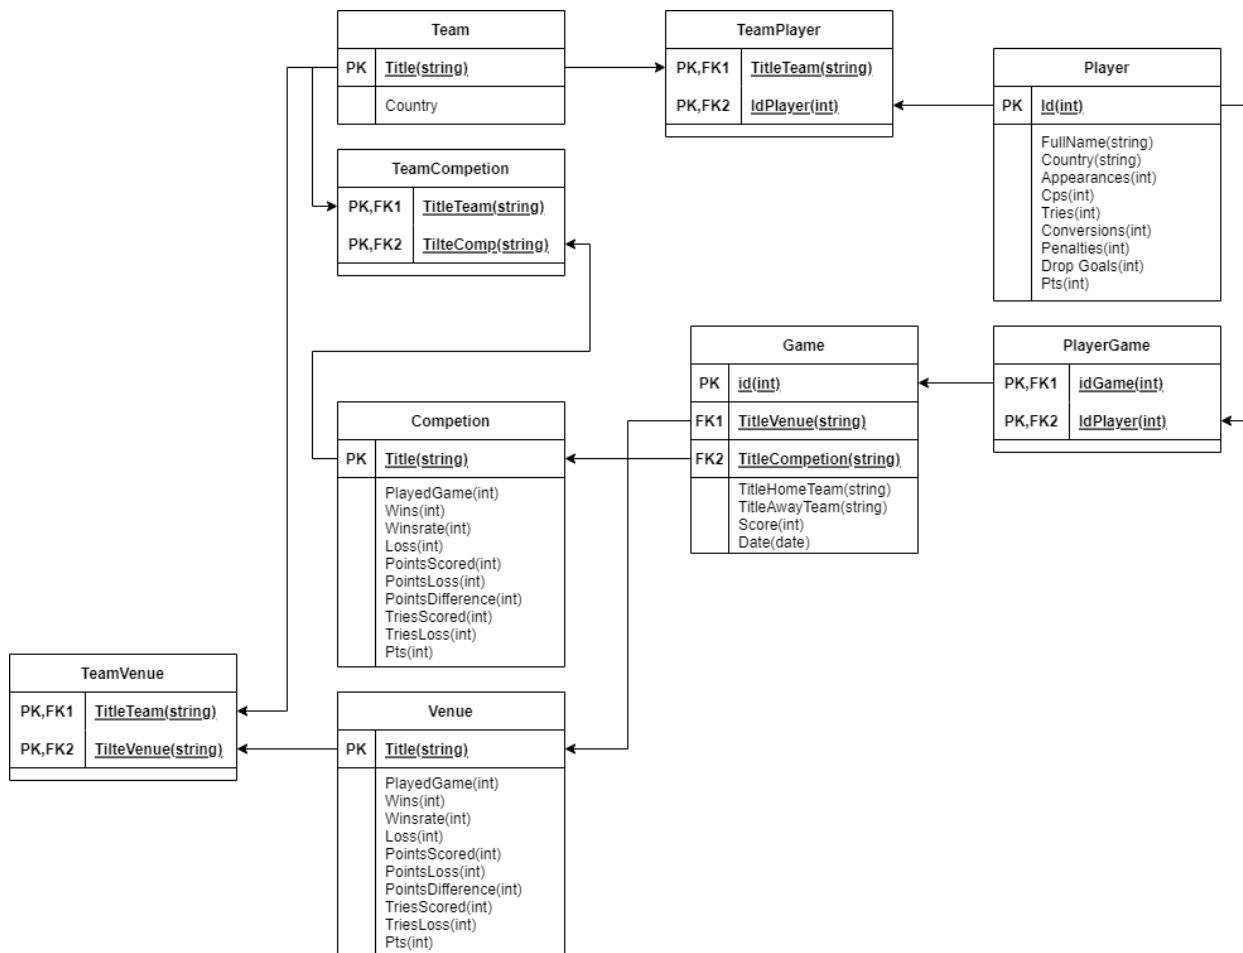 Team
PK Title(string)
Country
TeamPlayer
PK,FK1 TitleTeam(string)
PK,FK2 IdPlayer(int)
Player
PK Id(int)
FullName(string)
Country(string)
Appearances(int)
Cps(int)
Tries(int)
Conversions(int)
Penalties(int)
Drop Goals(int)
Pts(int)
TeamCompetion
PK,FK1 TitleTeam(string)
PK,FK2 TilteComp(string)
Game
PK id(int)
FK1 TitleVenue(string)
FK2 TitleCompetion(string)
TitleHomeTeam(string)
TitleAwayTeam(string)
Score(int)
Date(date)
PlayerGame
PK,FK1 idGame(int)
PK,FK2 IdPlayer(int)
Competion
PK Title(string)
PlayedGame(int)
Wins(int)
Winsrate(int)
Loss(int)
PointsScored(int)
PointsLoss(int)
PointsDifference(int)
TriesScored(int)
TriesLoss(int)
Pts(int)
TeamVenue
PK,FK1 TitleTeam(string)
PK,FK2 TilteVenue(string)
Venue
PK Title(string)
PlayedGame(int)
Wins(int)
Winsrate(int)
Loss(int)
PointsScored(int)
PointsLoss(int)
PointsDifference(int)
TriesScored(int)
TriesLoss(int)
Pts(int)